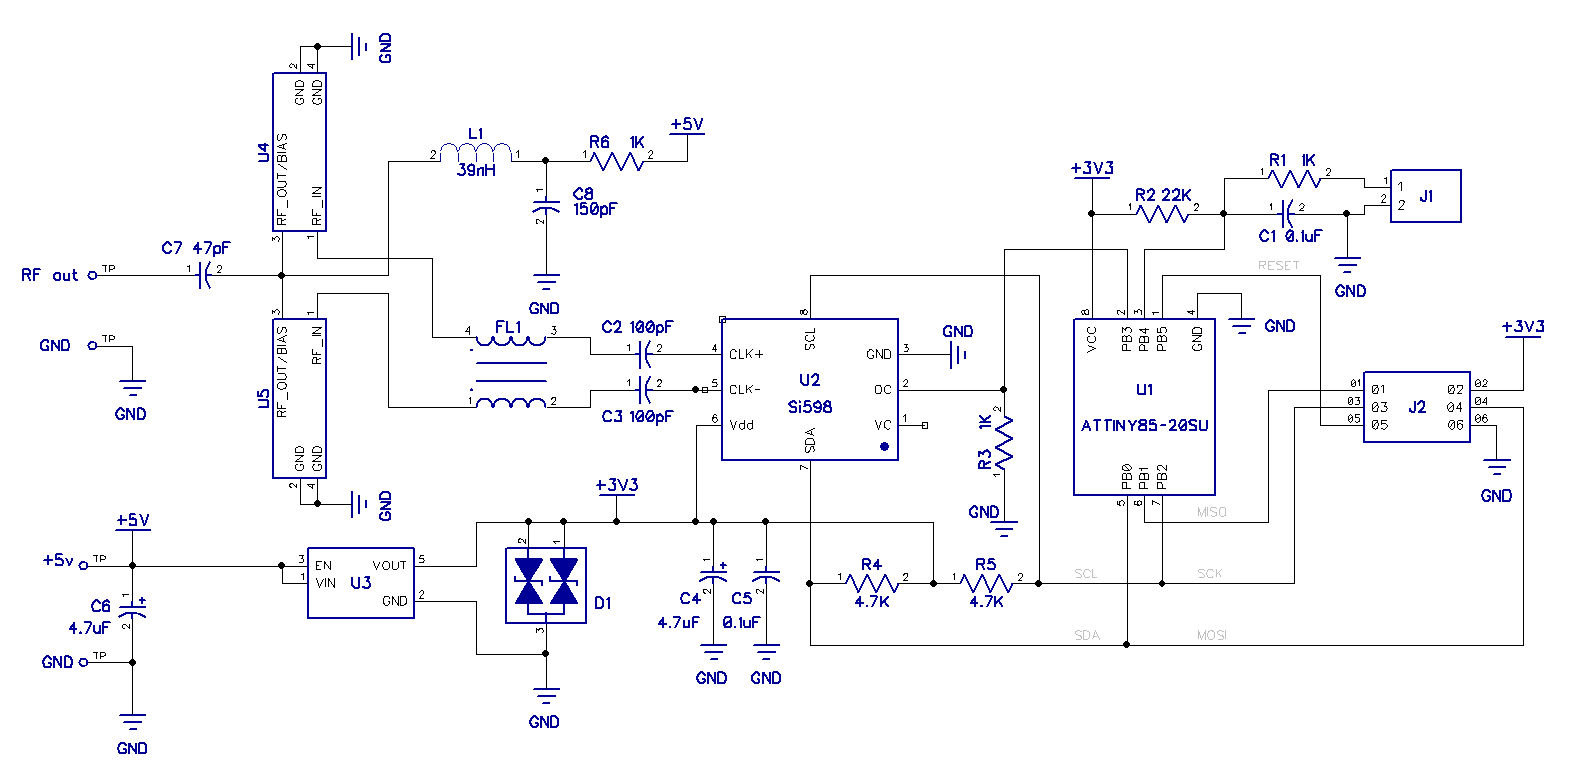 GND
2 4
GND GND
U4
RF_OUT/BIAS
RF_IN
3 1
C7 47pF
RF out TP 1 2
GND TP
GND
L1
2 1
39nH
+5V
R6 1K
1 2
1
C8
150pF
2
GND
3 1
RF_OUT/BIAS
RF_IN
U5
GND GND
2 4
GND
4 FL1 3
1 2
C2 100pF
1 2
1 2
C3 100pF
8
SCL
4 CLK+
5 CLK-
6 Vdd
U2
Si598
GND 3
OC 2
VC 1
SDA
7
GND
2
1K
R3
1
GND
+3V3
R2 22K
1 2
R1 1K
1 2
1 2
C1 0.1uF
GND
1 1
2 2
J1
RESET
8 2 3 1 4
VCC PB3 PB4 PB5 GND
GND
U1
ATTINY85-20SU
PB0 PB1 PB2
5 6 7
+3V3
01 01 02 02
03 03 04 04
05 05 06 06
J2
GND
MISO
SCL SCK
SDA MOSI
+5V
+5v TP
1
C6
4.7uF
2
GND TP
GND
3 EN
1 VIN
U3
VOUT 5
GND 2
+3V3
2 1
D1
3
GND
1
C4
4.7uF
2
GND
1
C5
0.1uF
2
GND
R4
1 2
4.7K
R5
1 2
4.7K